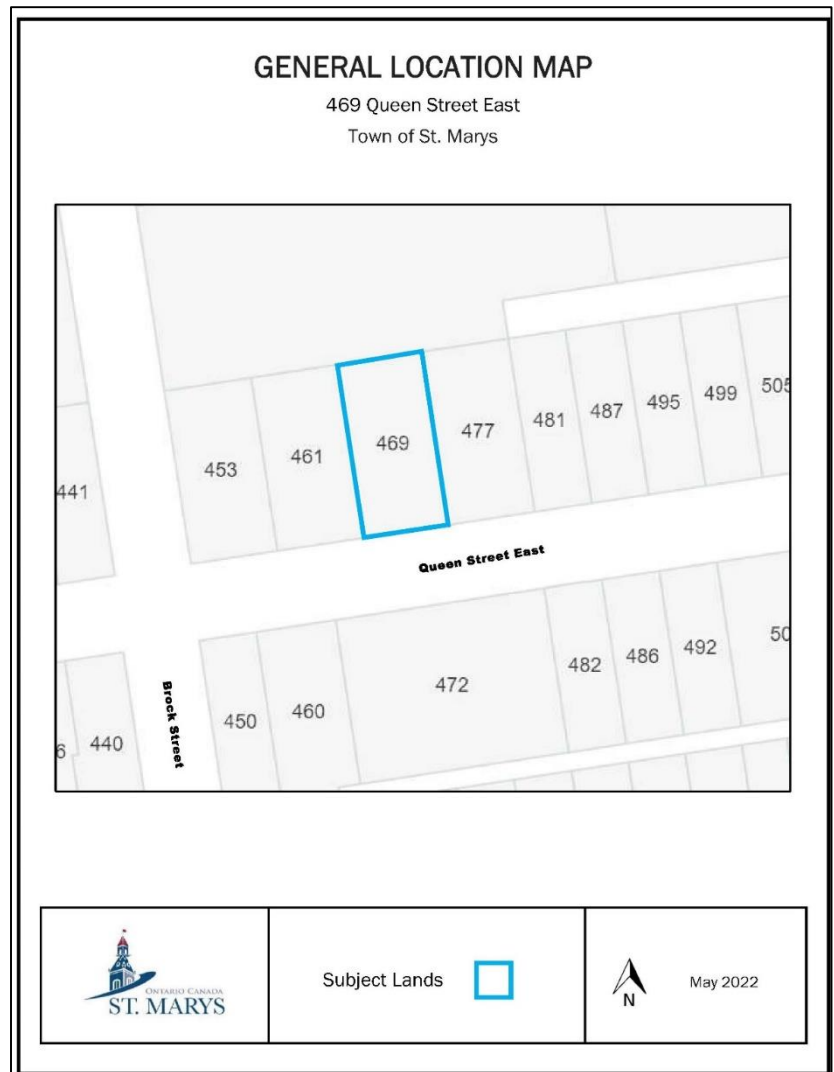 GENERAL LOCATION MAP
469 Queen Street East
Town of St. Marys
441
453
461
469
477
481
487
495
499
505
Queen Street East
6
440
Brock Street
450
460
472
482
486
492
50
ONTARIO CANADA
ST. MARYS
Subject Lands
N
May 2022